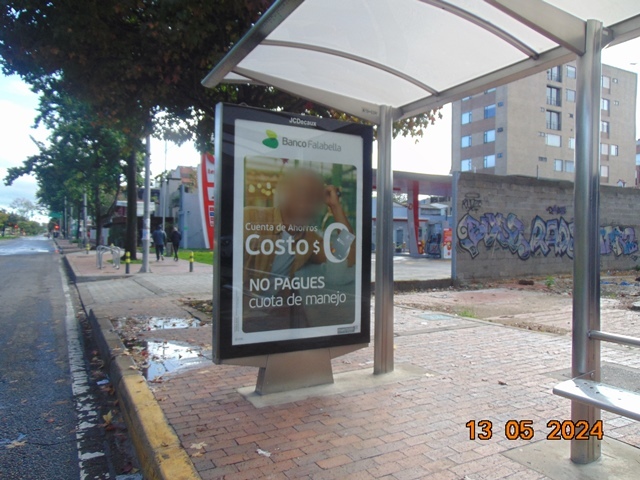 JCDecaux
Banco Falabella
Cuenta de Ahorros
Costo $0
NO PAGUES
cuota de manejo
13 05 2024